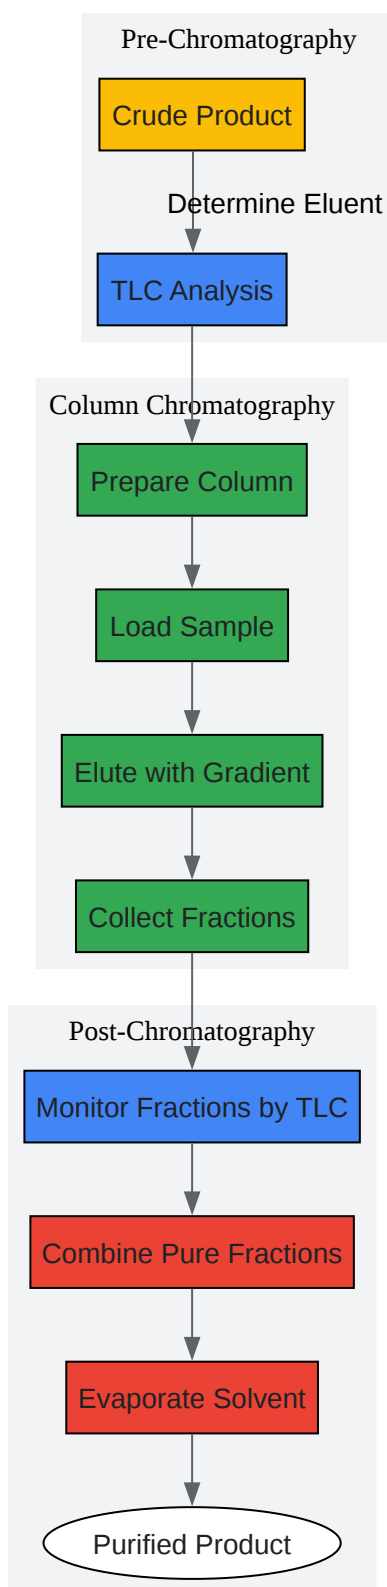 Pre-Chromatography
Crude Product
Determine Eluent
TLC Analysis
Column Chromatography
Prepare Column
Load Sample
Elute with Gradient
Collect Fractions
Post-Chromatography
Monitor Fractions by TLC
Combine Pure Fractions
Evaporate Solvent
Purified Product